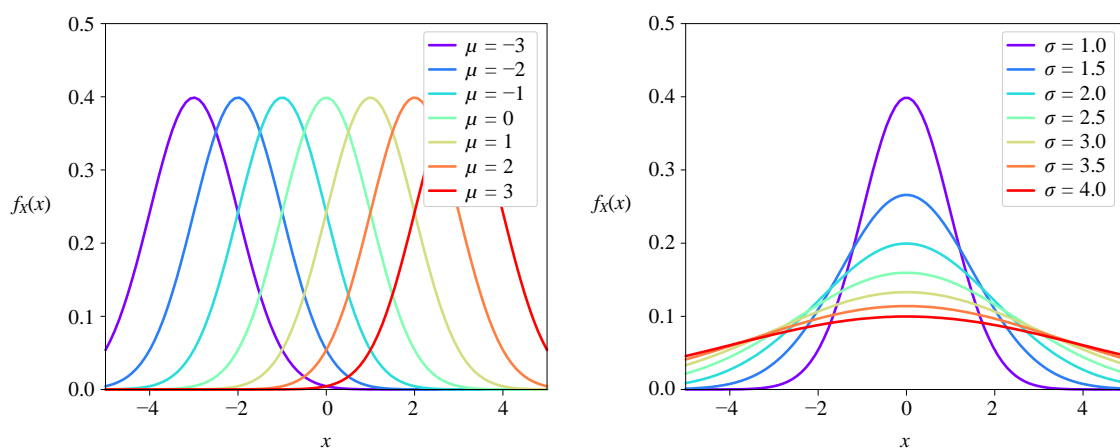 0.5
0.4
0.3
0.2
0.1
0.0
f_X(x)
−4
−2
0
2
4
x
μ = −3
μ = −2
μ = −1
μ = 0
μ = 1
μ = 2
μ = 3
0.5
0.4
0.3
0.2
0.1
0.0
f_X(x)
−4
−2
0
2
4
x
σ = 1.0
σ = 1.5
σ = 2.0
σ = 2.5
σ = 3.0
σ = 3.5
σ = 4.0